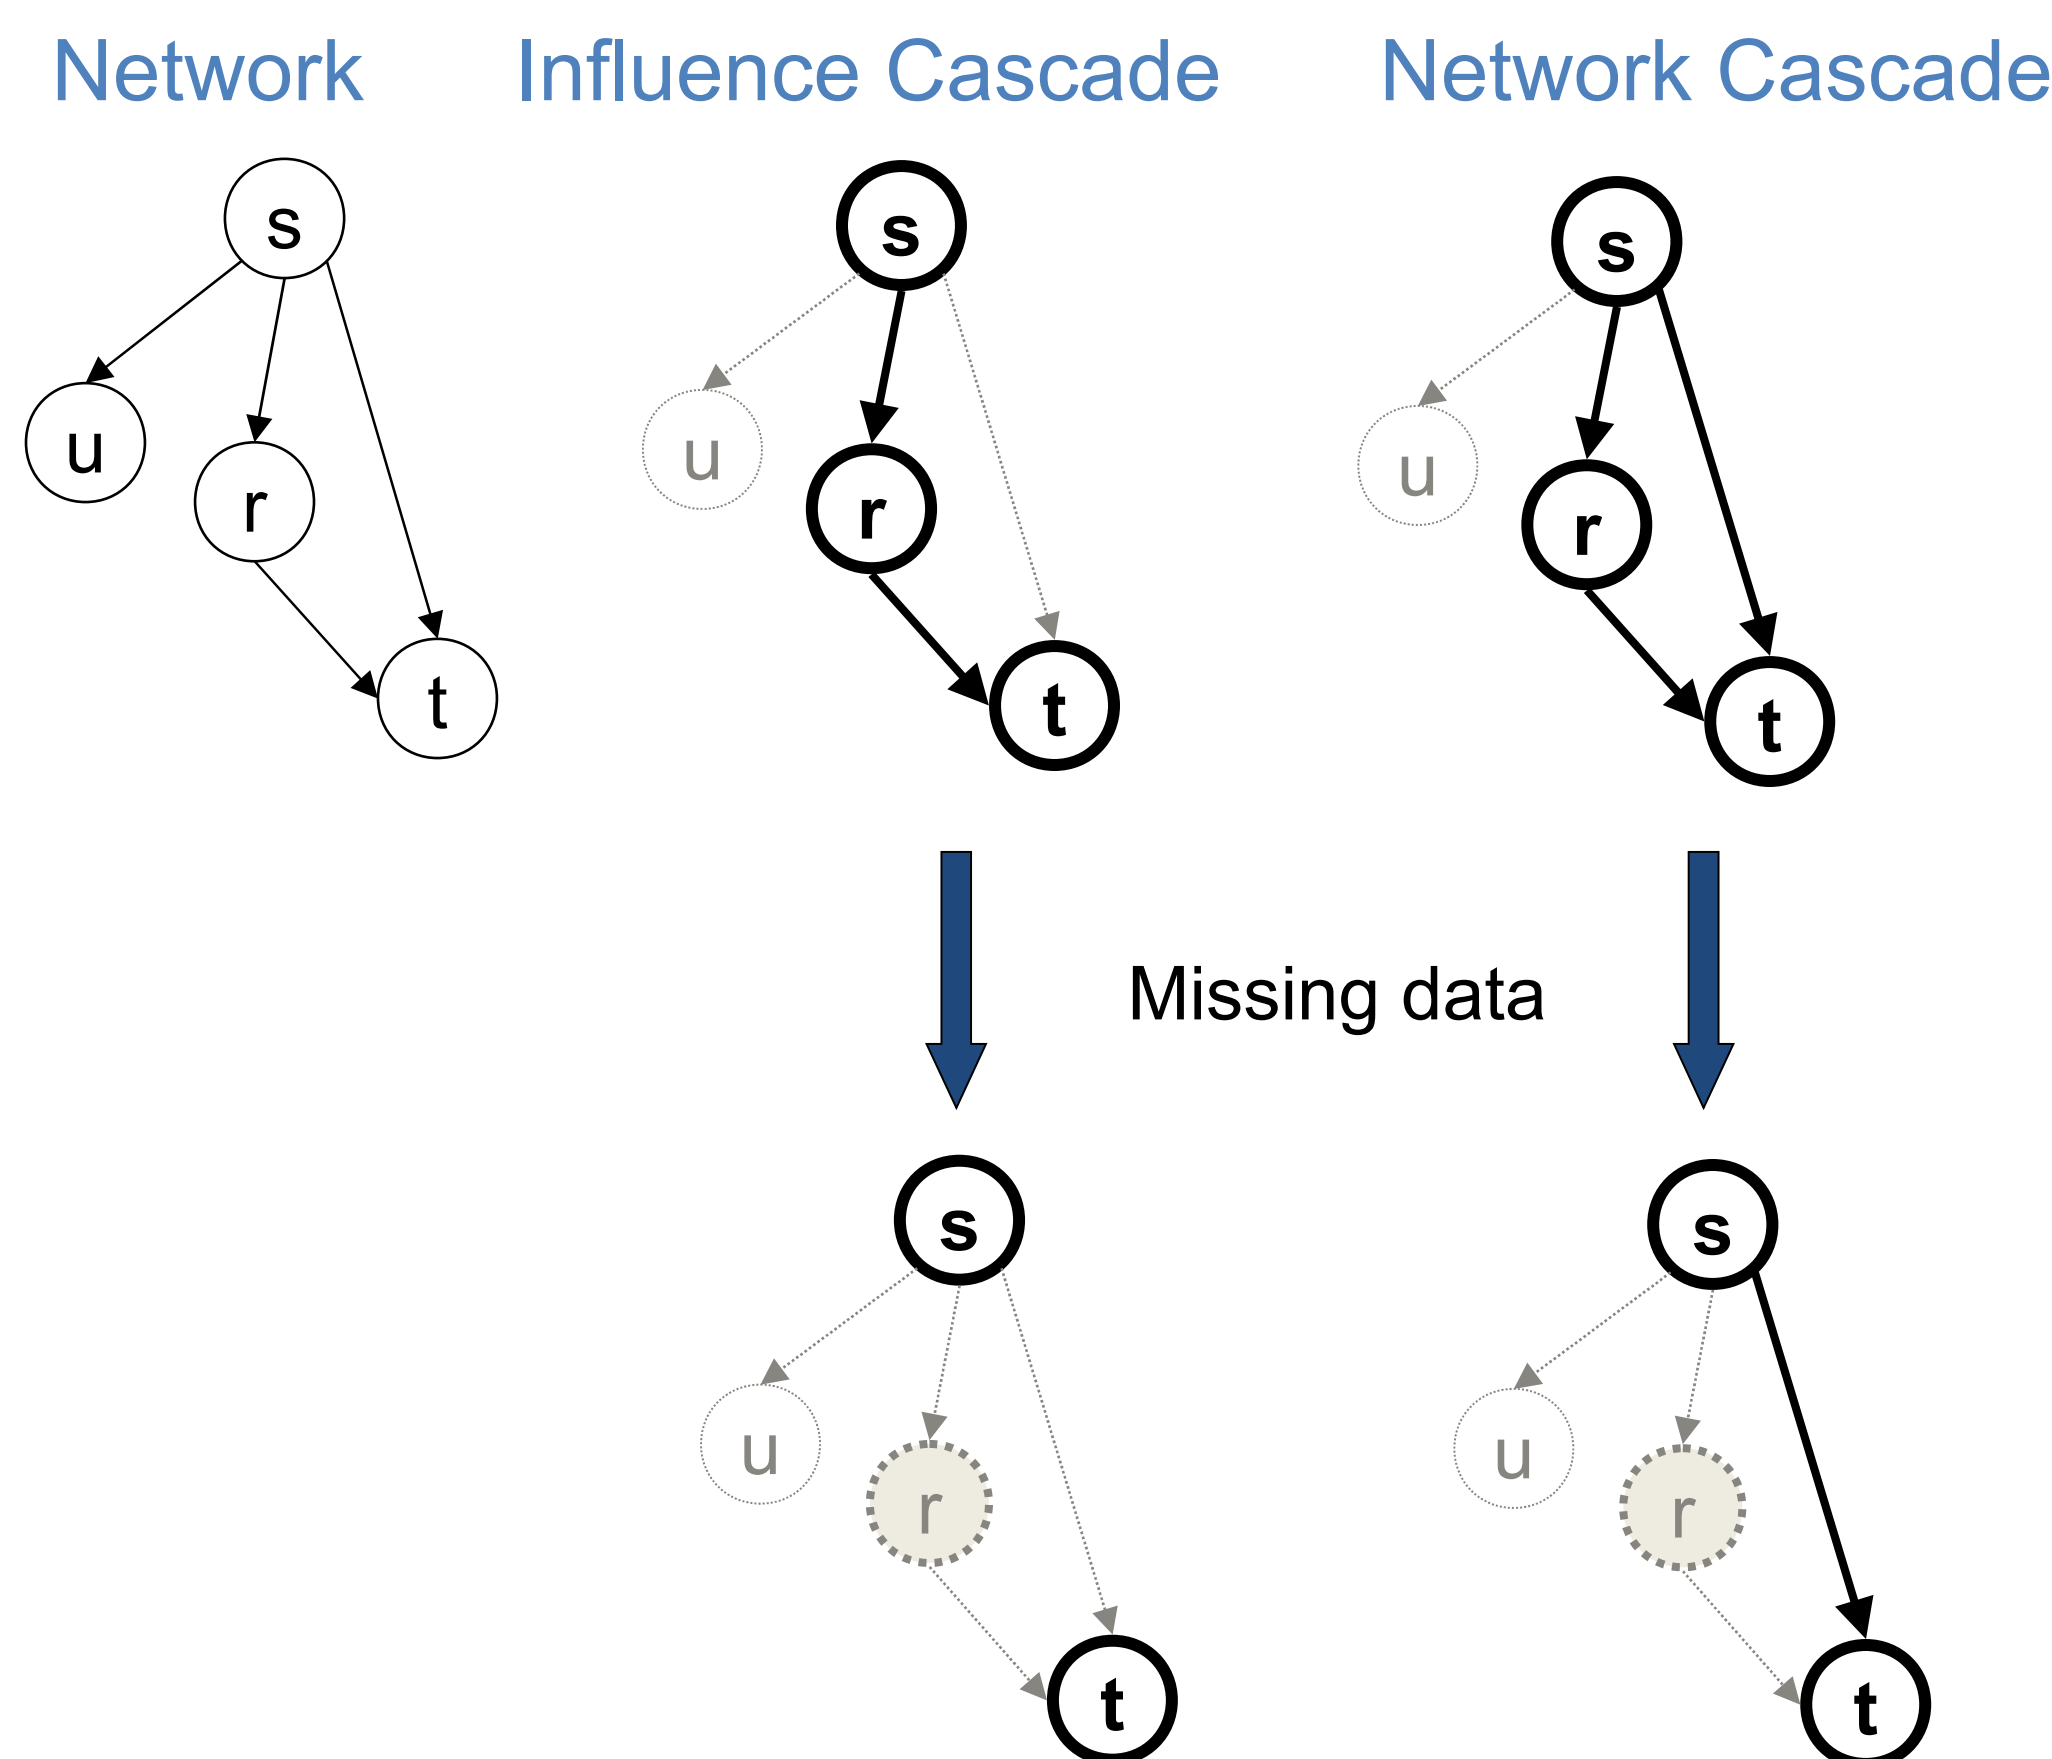 Network
Influence Cascade
Network Cascade
s
u
r
t
s
u
r
t
s
u
r
t
Missing data
s
u
r
t
s
u
r
t